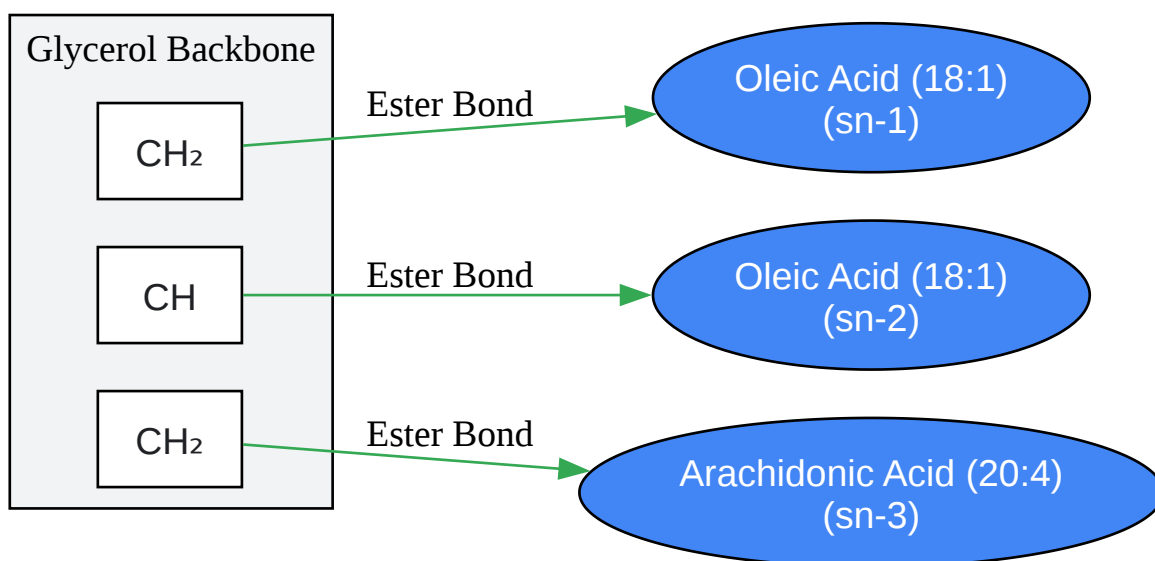 Glycerol Backbone
CH₂
Ester Bond
Oleic Acid (18:1)
(sn-1)
CH
Ester Bond
Oleic Acid (18:1)
(sn-2)
CH₂
Ester Bond
Arachidonic Acid (20:4)
(sn-3)